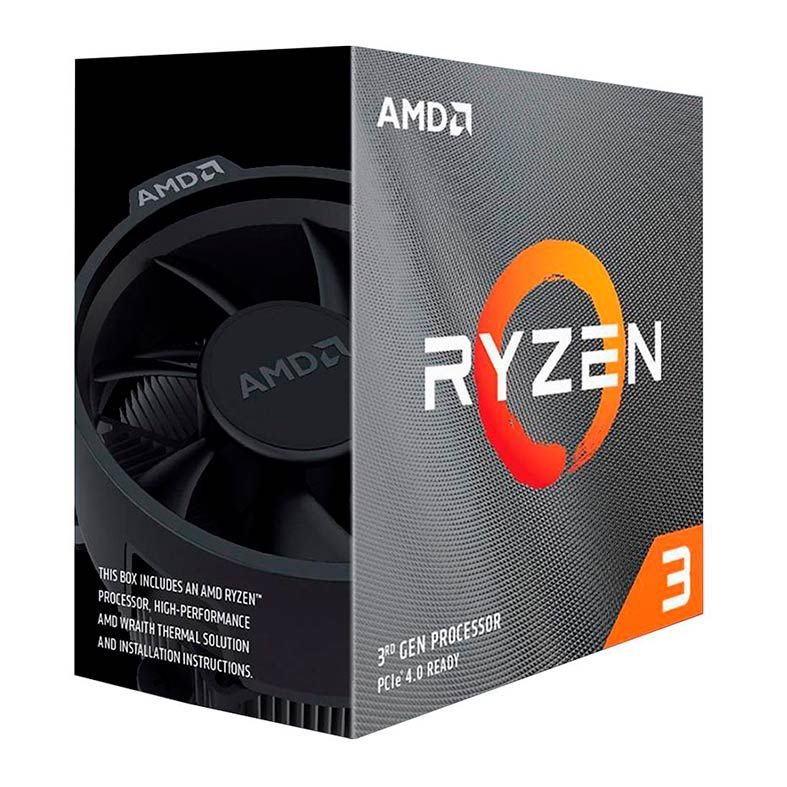 AMD
AMD
THIS BOX INCLUDES AN AMD RYZEN™
PROCESSOR, HIGH-PERFORMANCE
AMD WRAITH THERMAL SOLUTION
AND INSTALLATION INSTRUCTIONS.
AMD
RYZEN
3
3RD GEN PROCESSOR
PCIe® 4.0 READY